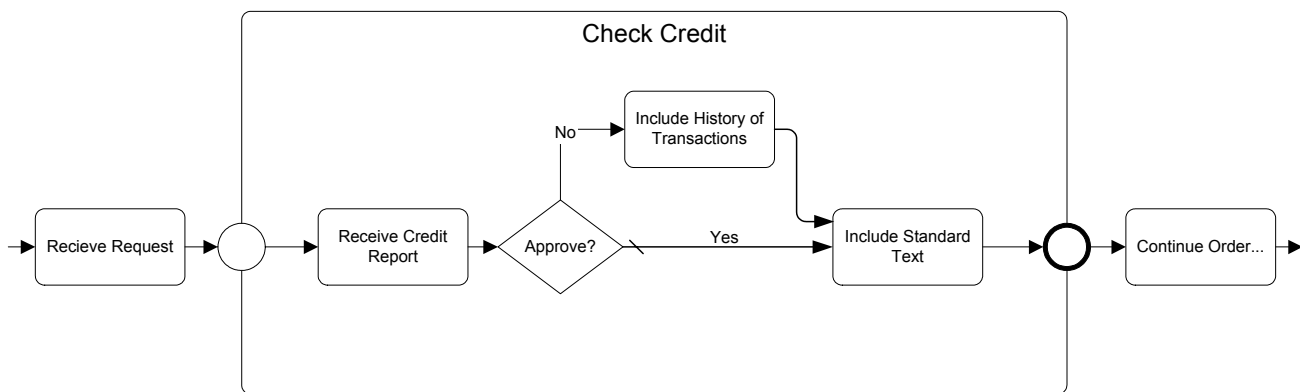 Check Credit
Include History of
Transactions
No
Recieve Request
Receive Credit
Report
Approve?
Yes
Include Standard
Text
Continue Order...